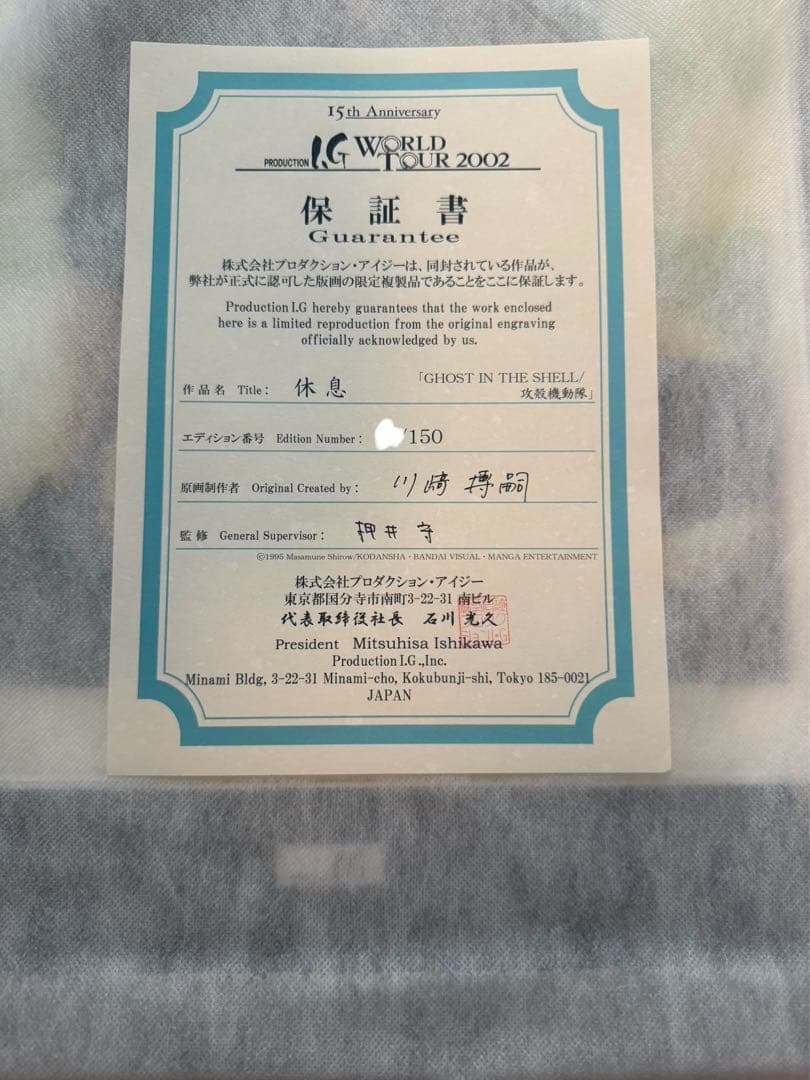 15th Anniversary
PRODUCTION I.G WORLD TOUR 2002
保証書
Guarantee
株式会社プロダクション・アイジーは、同封されている作品が、
弊社が正式に認可した版画の限定複製品であることをここに保証します。
Production I.G hereby guarantees that the work enclosed
here is a limited reproduction from the original engraving
officially acknowledged by us.
作品名 Title: 休息 「GHOST IN THE SHELL/
攻殻機動隊」
エディション番号 Edition Number: /150
原画制作者 Original Created by: 川崎 博嗣
監修 General Supervisor: 押井 守
©1995 Masamune Shirow/KODANSHA・BANDAI VISUAL・MANGA ENTERTAINMENT
株式会社プロダクション・アイジー
東京都国分寺市南町3-22-31 南ビル
代表取締役社長 石川 光久
President Mitsuhisa Ishikawa
Production I.G.,Inc.
Minami Bldg, 3-22-31 Minami-cho, Kokubunji-shi, Tokyo 185-0021
JAPAN